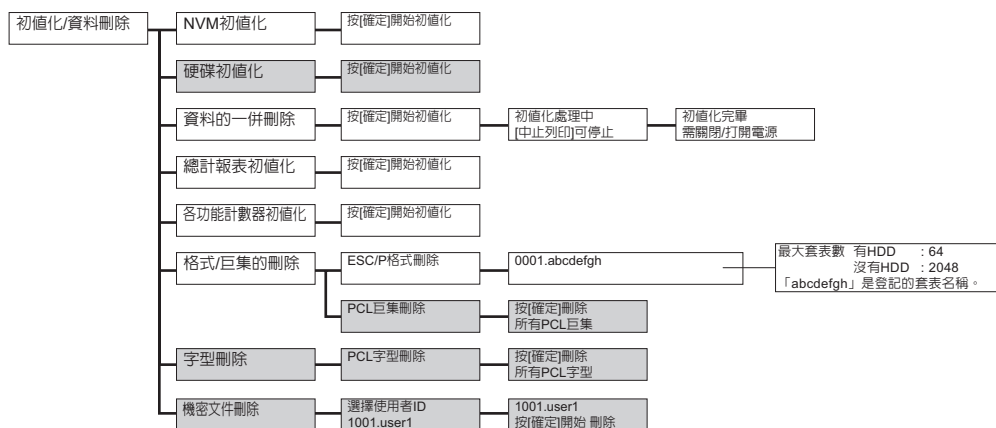 初值化/資料刪除
NVM初值化
按[確定]開始初值化
硬碟初值化
按[確定]開始初值化
資料的一併刪除
按[確定]開始初值化
初值化處理中
[中止列印]可停止
初值化完畢
需關閉/打開電源
總計報表初值化
按[確定]開始初值化
各功能計數器初值化
按[確定]開始初值化
格式/巨集的刪除
ESC/P格式刪除
0001.abcdefgh
最大套表數 有HDD : 64
沒有HDD : 2048
「abcdefgh」是登記的套表名稱。
PCL巨集刪除
按[確定]刪除
所有PCL巨集
字型刪除
PCL字型刪除
按[確定]刪除
所有PCL字型
機密文件刪除
選擇使用者ID
1001.user1
1001.user1
按[確定]開始 刪除